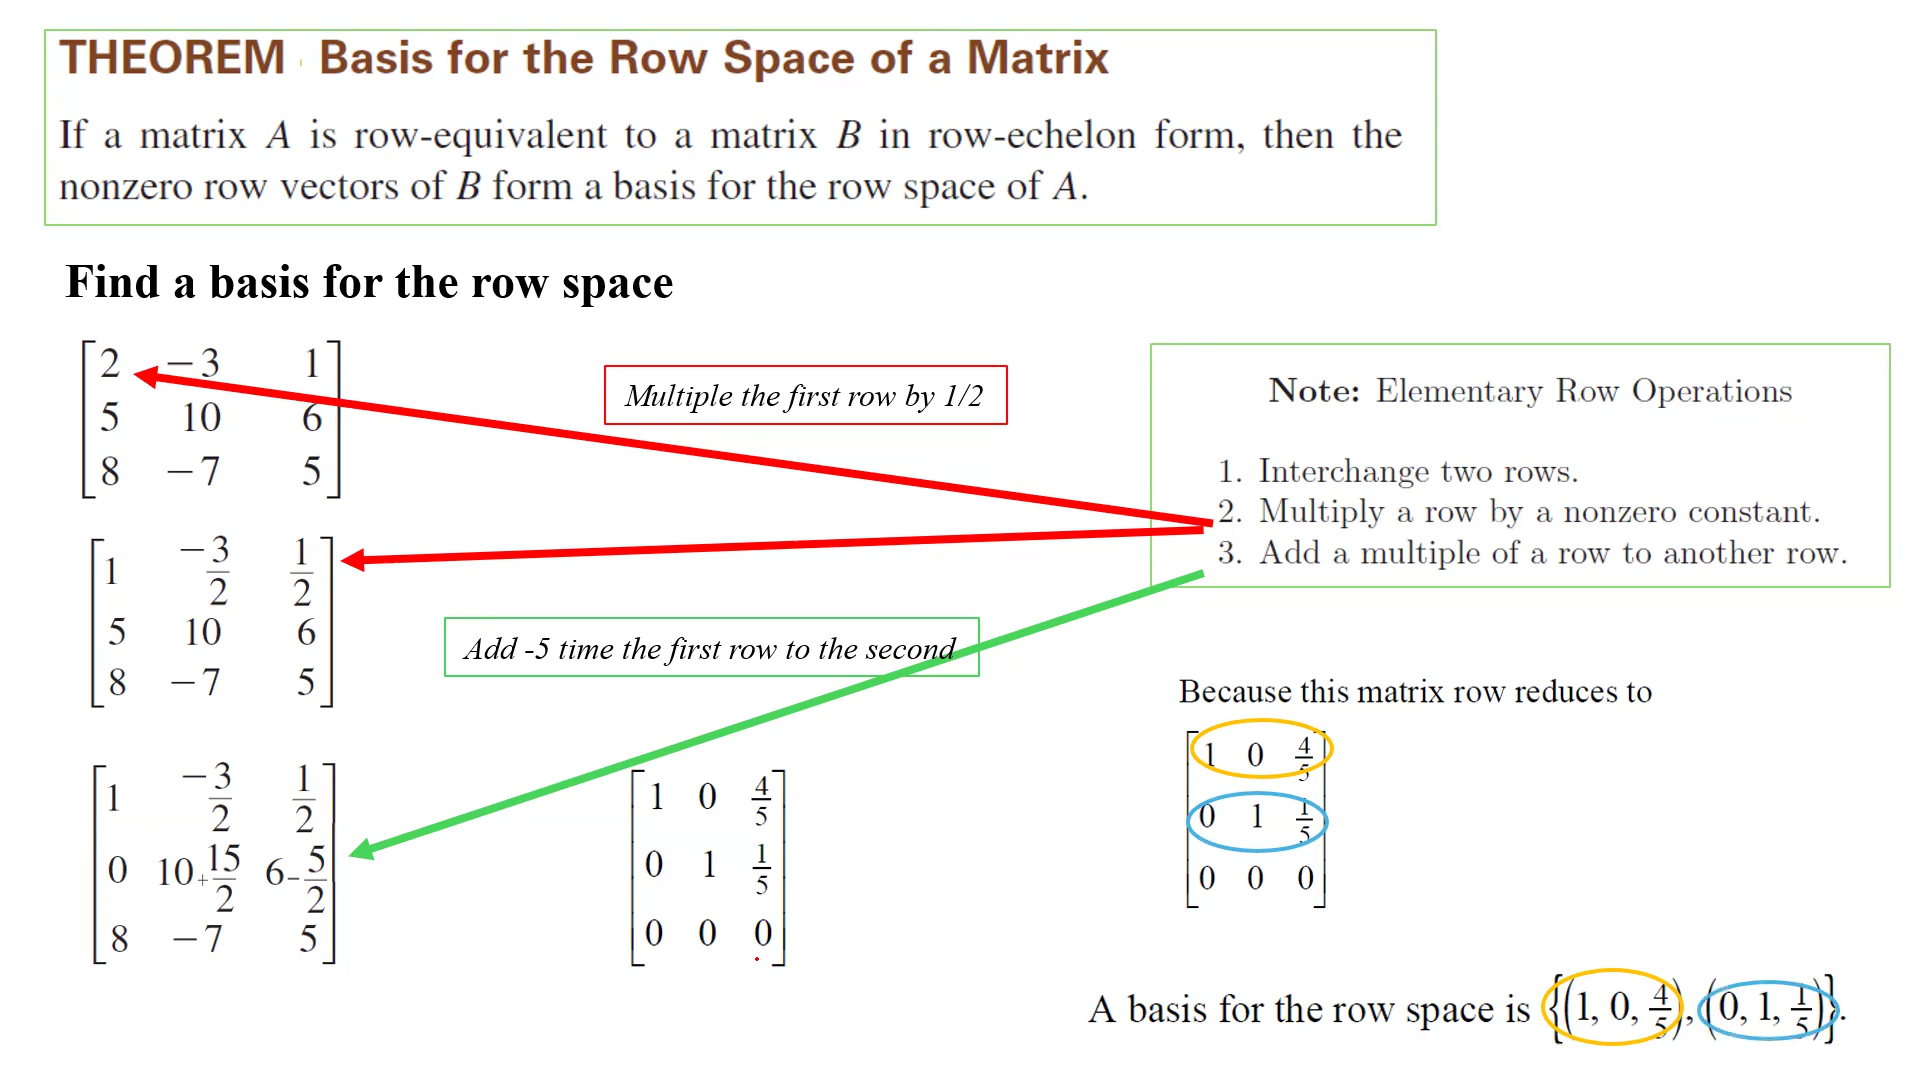 THEOREM Basis for the Row Space of a Matrix
If a matrix A is row-equivalent to a matrix B in row-echelon form, then the
nonzero row vectors of B form a basis for the row space of A.
Find a basis for the row space
2 −3 1
5 10 6
8 −7 5
Multiple the first row by 1/2
Note: Elementary Row Operations
1. Interchange two rows.
2. Multiply a row by a nonzero constant.
3. Add a multiple of a row to another row.
1 −3/2 1/2
5 10 6
8 −7 5
Add -5 time the first row to the second
1 −3/2 1/2
0 10+15/2 6-5/2
8 −7 5
1 0 4/5
0 1 1/5
0 0 0
Because this matrix row reduces to
1 0 4/5
0 1 1/5
0 0 0
A basis for the row space is {(1, 0, 4/5), (0, 1, 1/5)}.